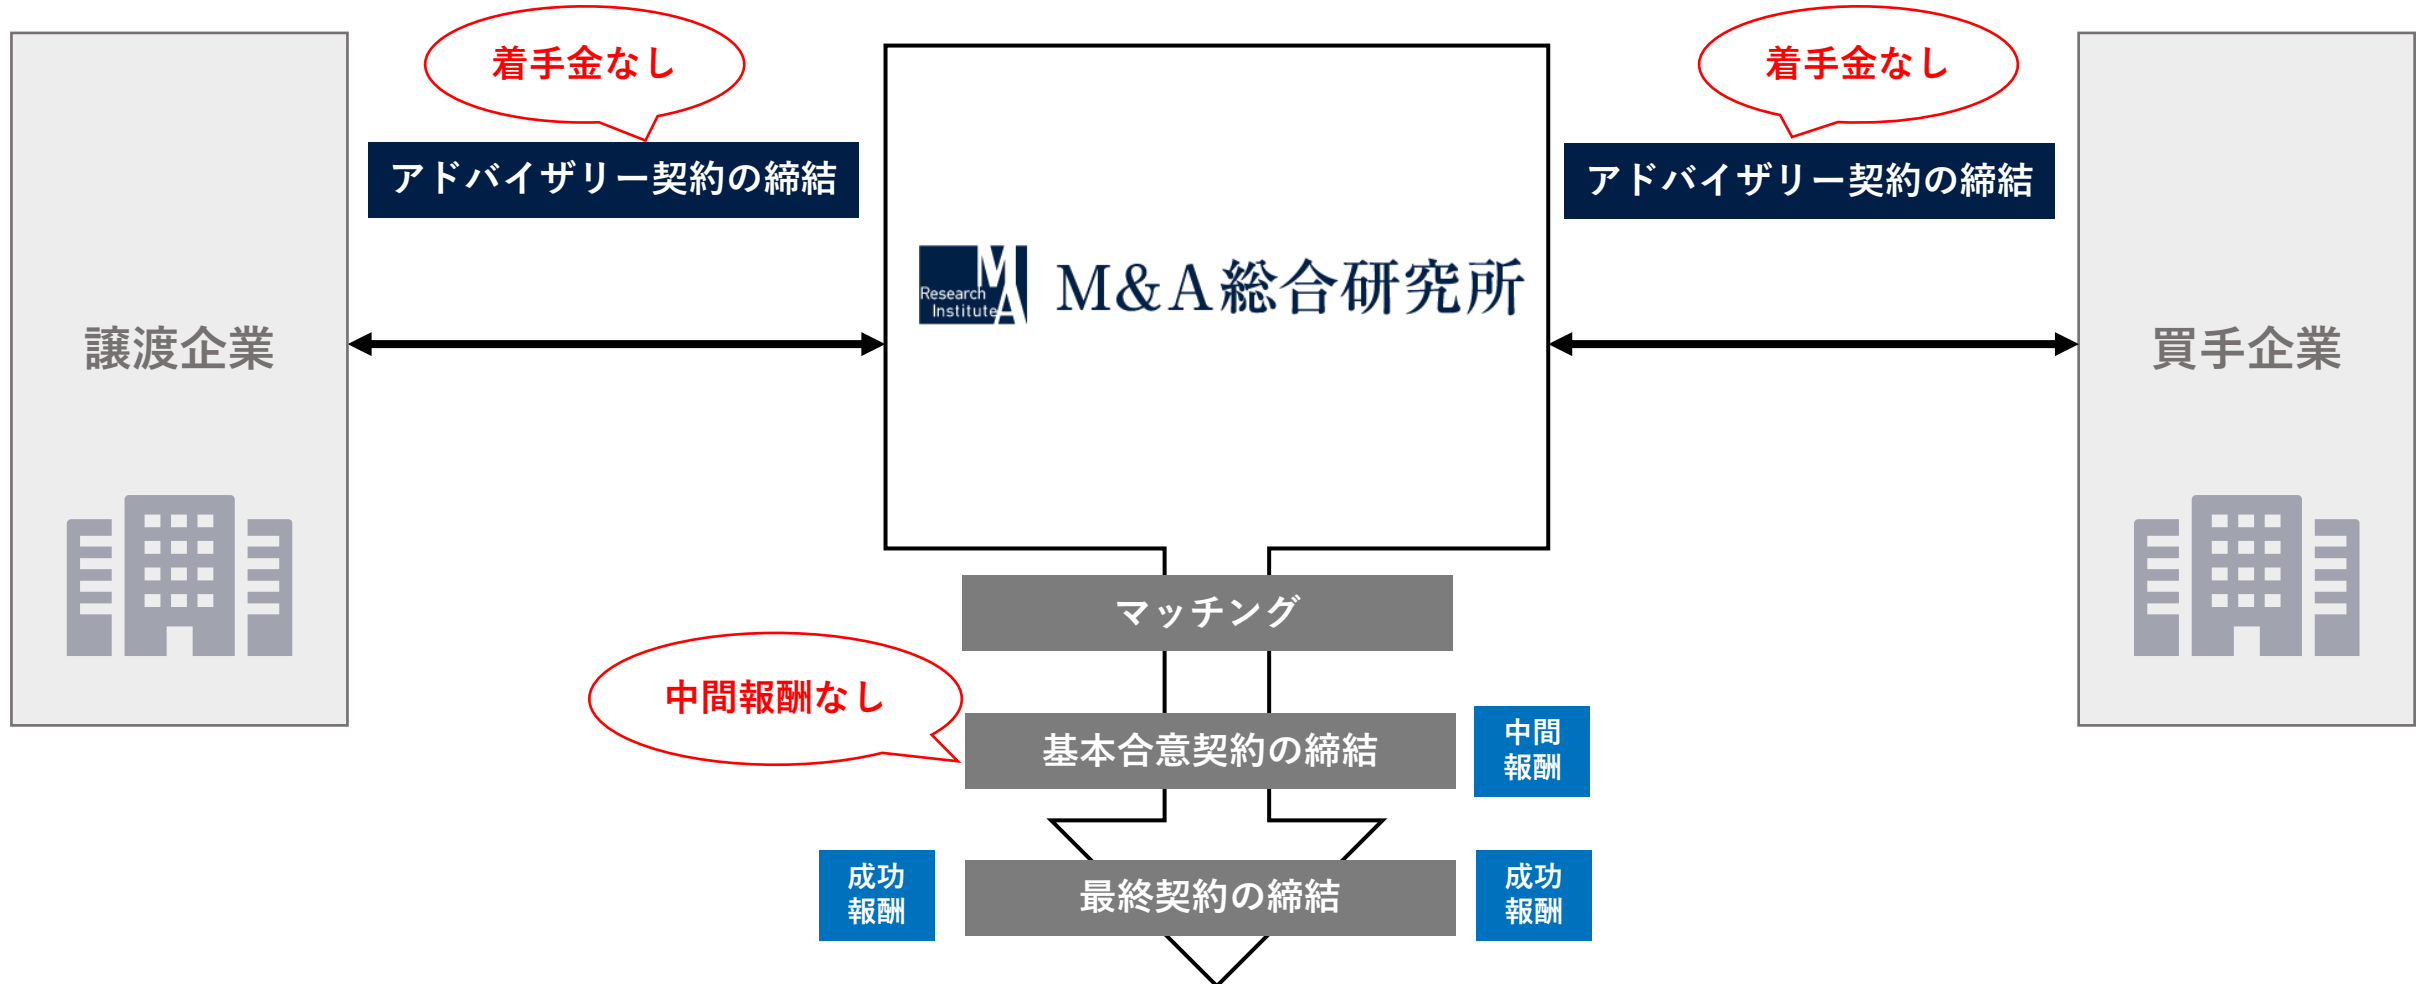 着手金なし
着手金なし
アドバイザリー契約の締結
アドバイザリー契約の締結
MA
Research
Institute
M&A総合研究所
譲渡企業
買手企業
マッチング
中間報酬なし
基本合意契約の締結
中間
報酬
成功
報酬
最終契約の締結
成功
報酬